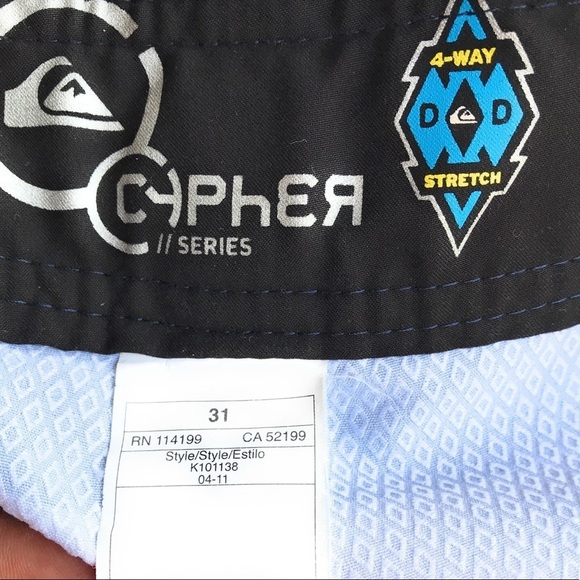 4-WAY
D D
STRETCH
CYPHER
// SERIES
31
RN 114199 CA 52199
Style/Style/Estilo
K101138
04-11